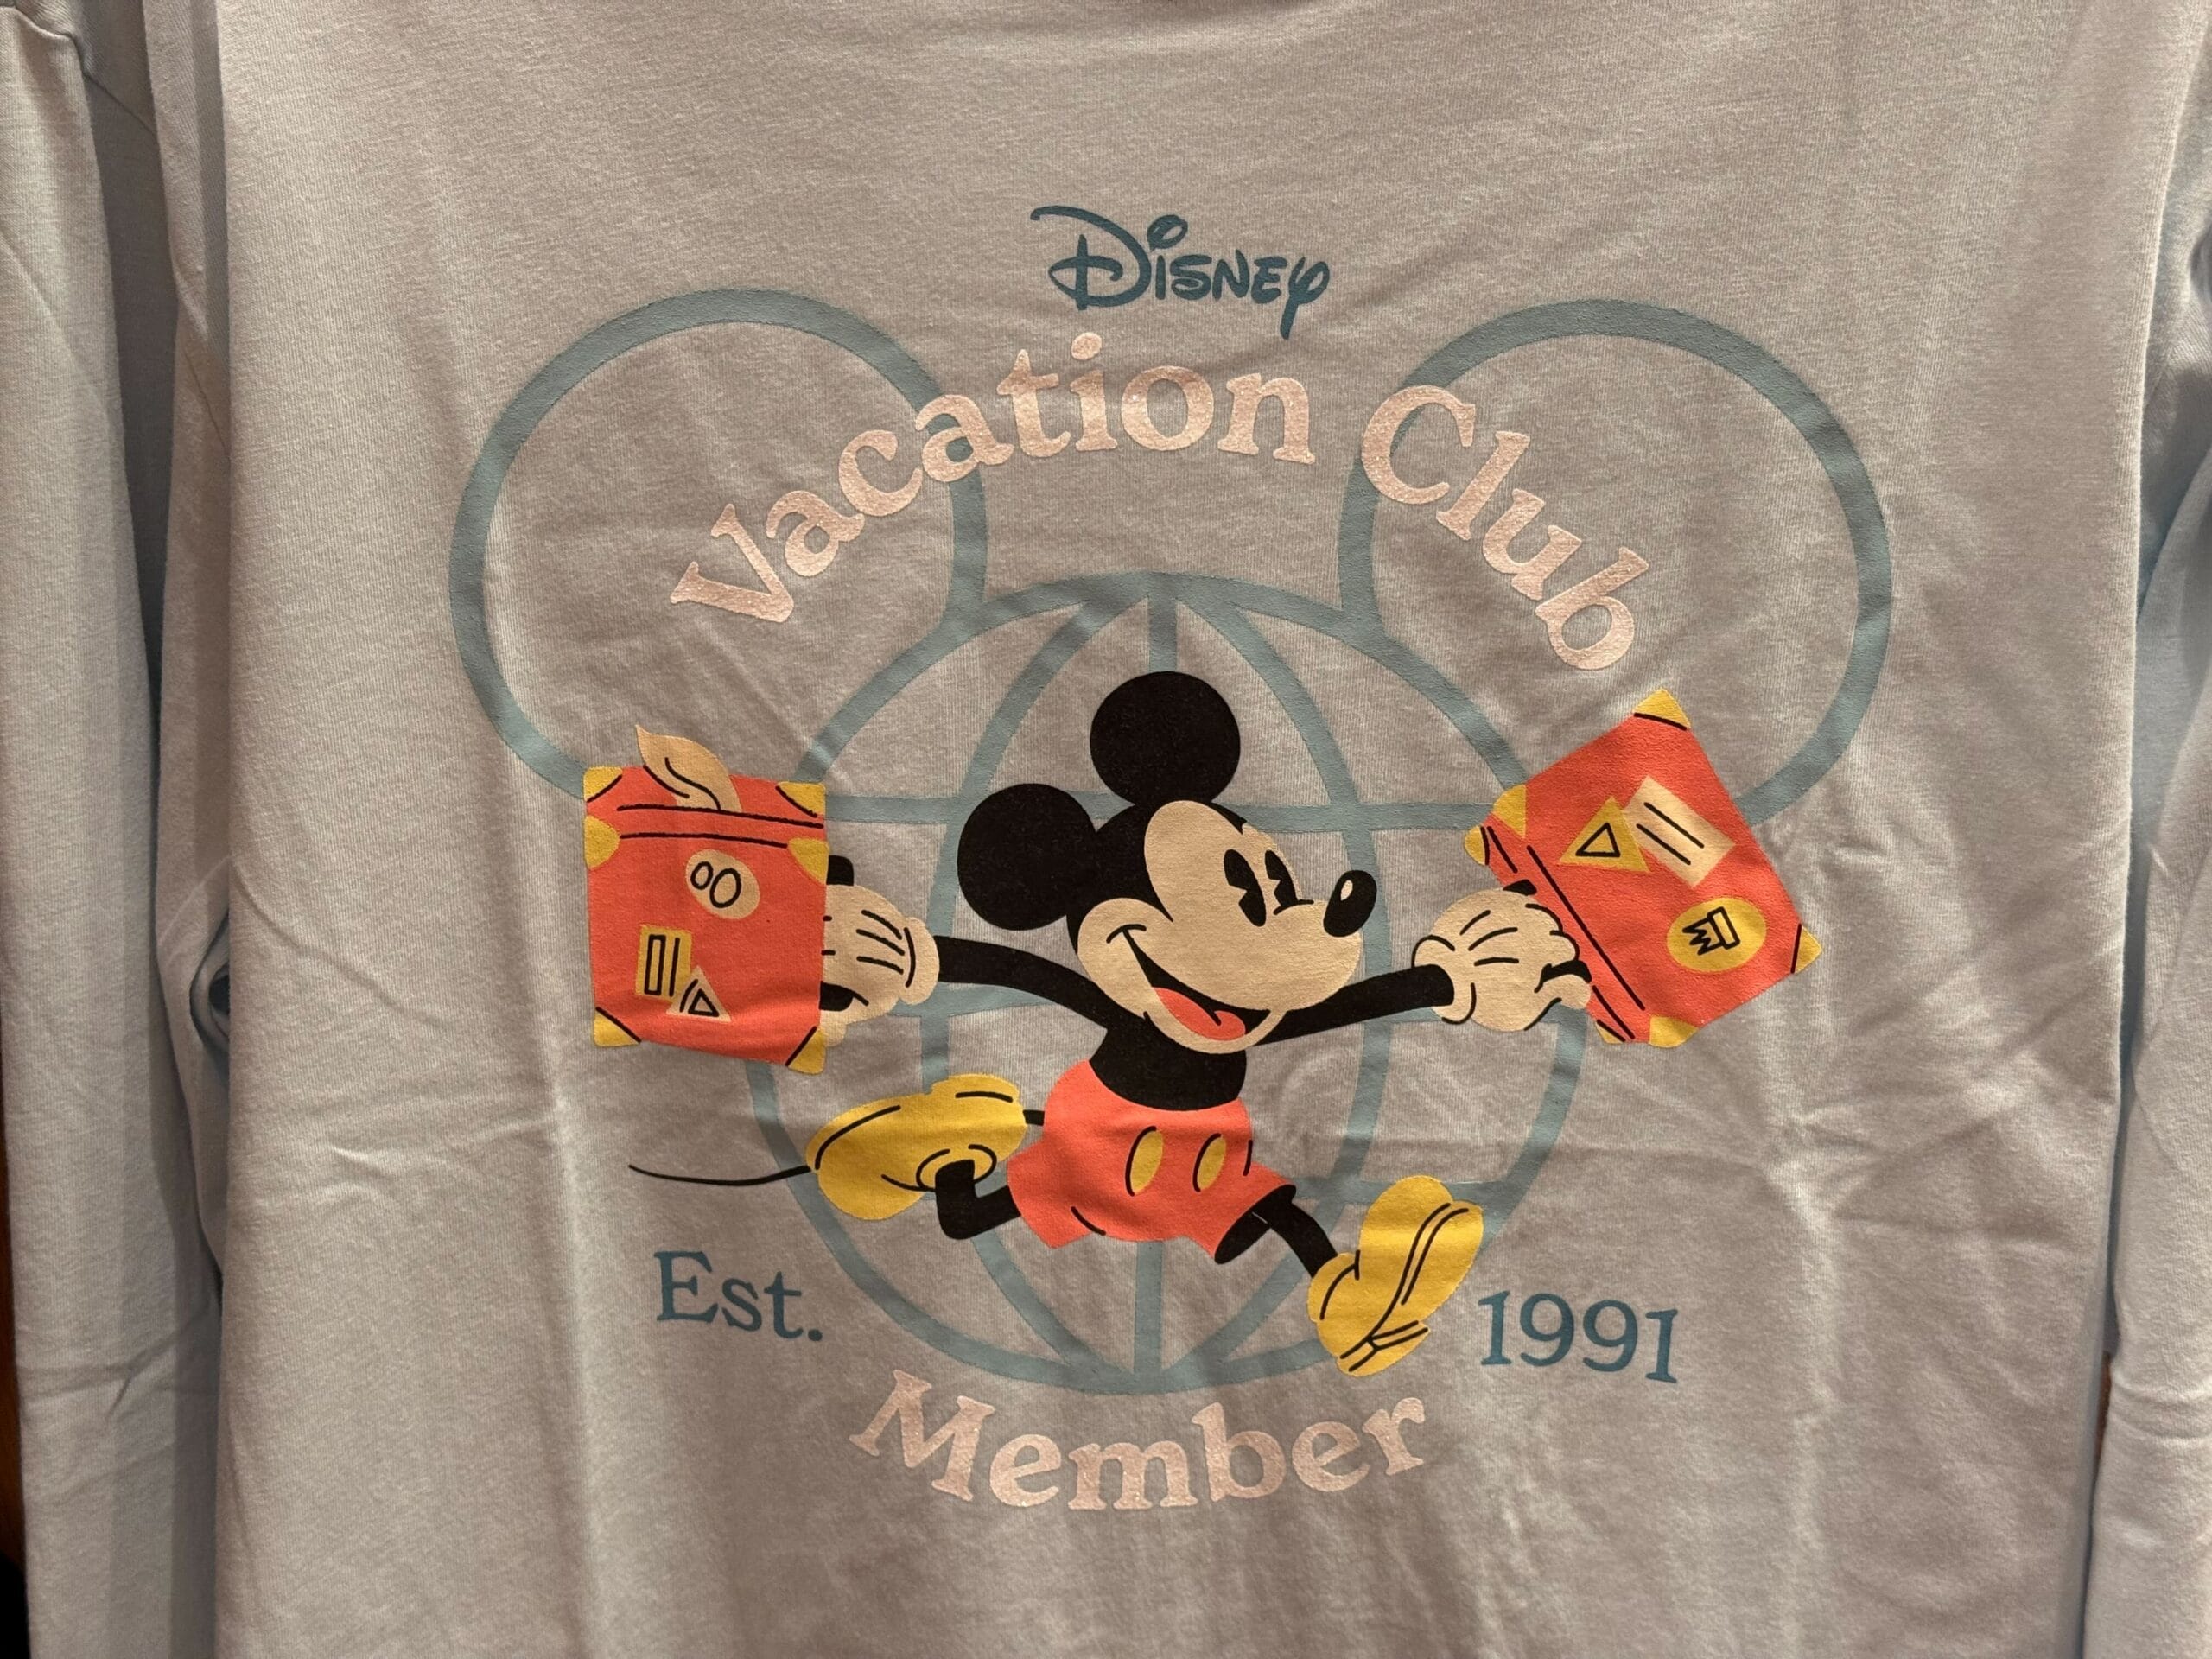 Disney
Vacation Club
Est. 1991
Member